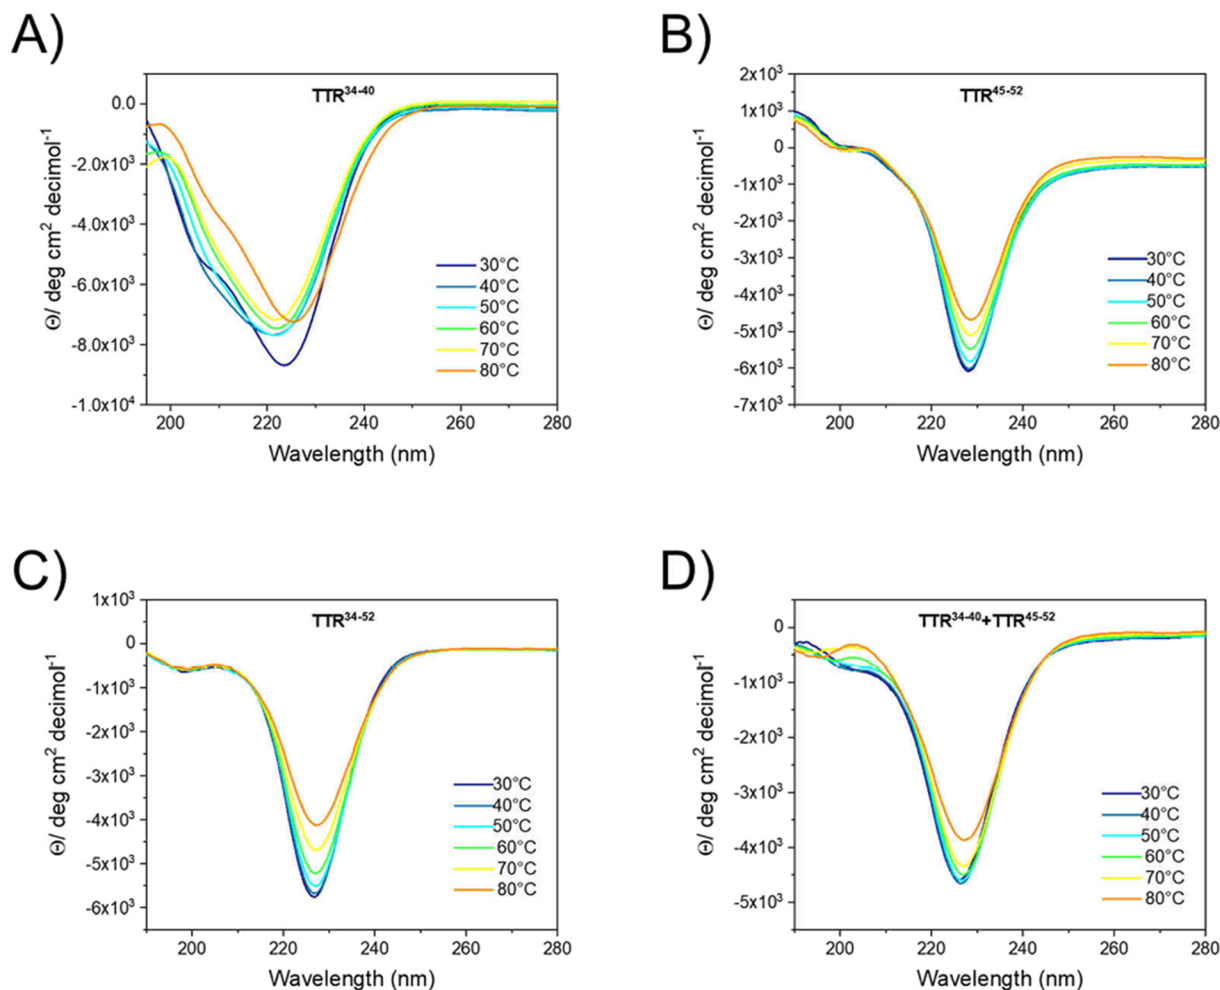 A)
TTR³⁴⁻⁴⁰
Θ/ deg cm² decimol⁻¹
0.0
-2.0x10³
-4.0x10³
-6.0x10³
-8.0x10³
-1.0x10⁴
30°C
40°C
50°C
60°C
70°C
80°C
200 220 240 260 280
Wavelength (nm)
B)
TTR⁴⁵⁻⁵²
Θ/ deg cm² decimol⁻¹
2x10³
1x10³
0
-1x10³
-2x10³
-3x10³
-4x10³
-5x10³
-6x10³
-7x10³
30°C
40°C
50°C
60°C
70°C
80°C
200 220 240 260 280
Wavelength (nm)
C)
TTR³⁴⁻⁵²
Θ/ deg cm² decimol⁻¹
1x10³
0
-1x10³
-2x10³
-3x10³
-4x10³
-5x10³
-6x10³
30°C
40°C
50°C
60°C
70°C
80°C
200 220 240 260 280
Wavelength (nm)
D)
TTR³⁴⁻⁴⁰+TTR⁴⁵⁻⁵²
Θ/ deg cm² decimol⁻¹
0
-1x10³
-2x10³
-3x10³
-4x10³
-5x10³
30°C
40°C
50°C
60°C
70°C
80°C
200 220 240 260 280
Wavelength (nm)